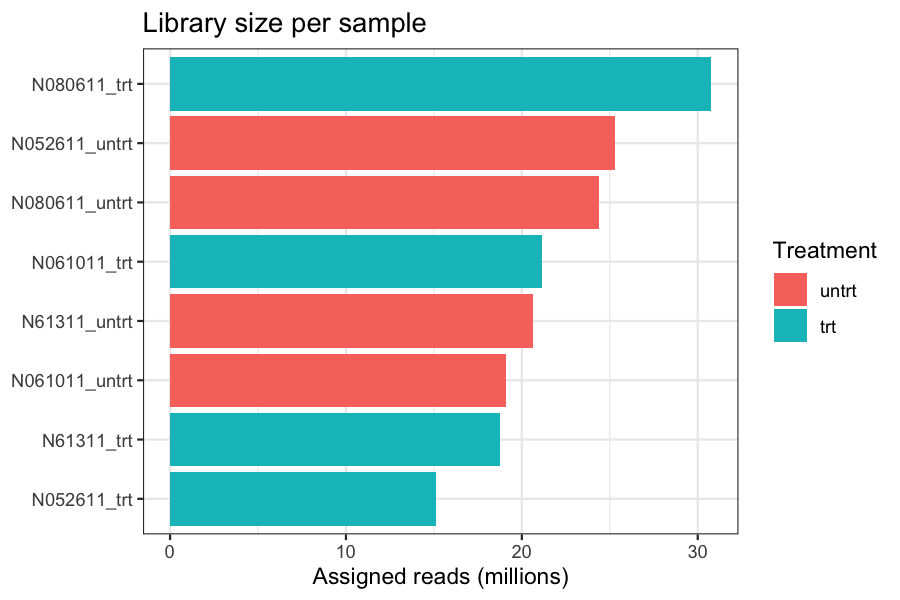 Library size per sample
N080611_trt
N052611_untrt
N080611_untrt
N061011_trt
N61311_untrt
N061011_untrt
N61311_trt
N052611_trt
0 10 20 30
Assigned reads (millions)
Treatment
untrt
trt